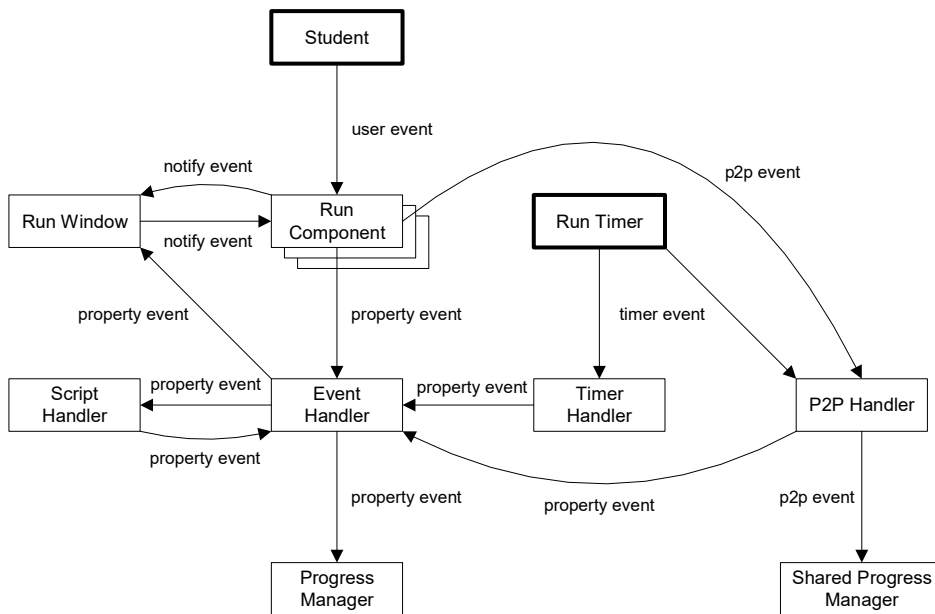 Student
user event
notify event
p2p event
Run Window
Run
Component
Run Timer
notify event
property event
property event
timer event
Script
Handler
property event
Event
Handler
property event
Timer
Handler
P2P Handler
property event
property event
property event
p2p event
Progress
Manager
Shared Progress
Manager